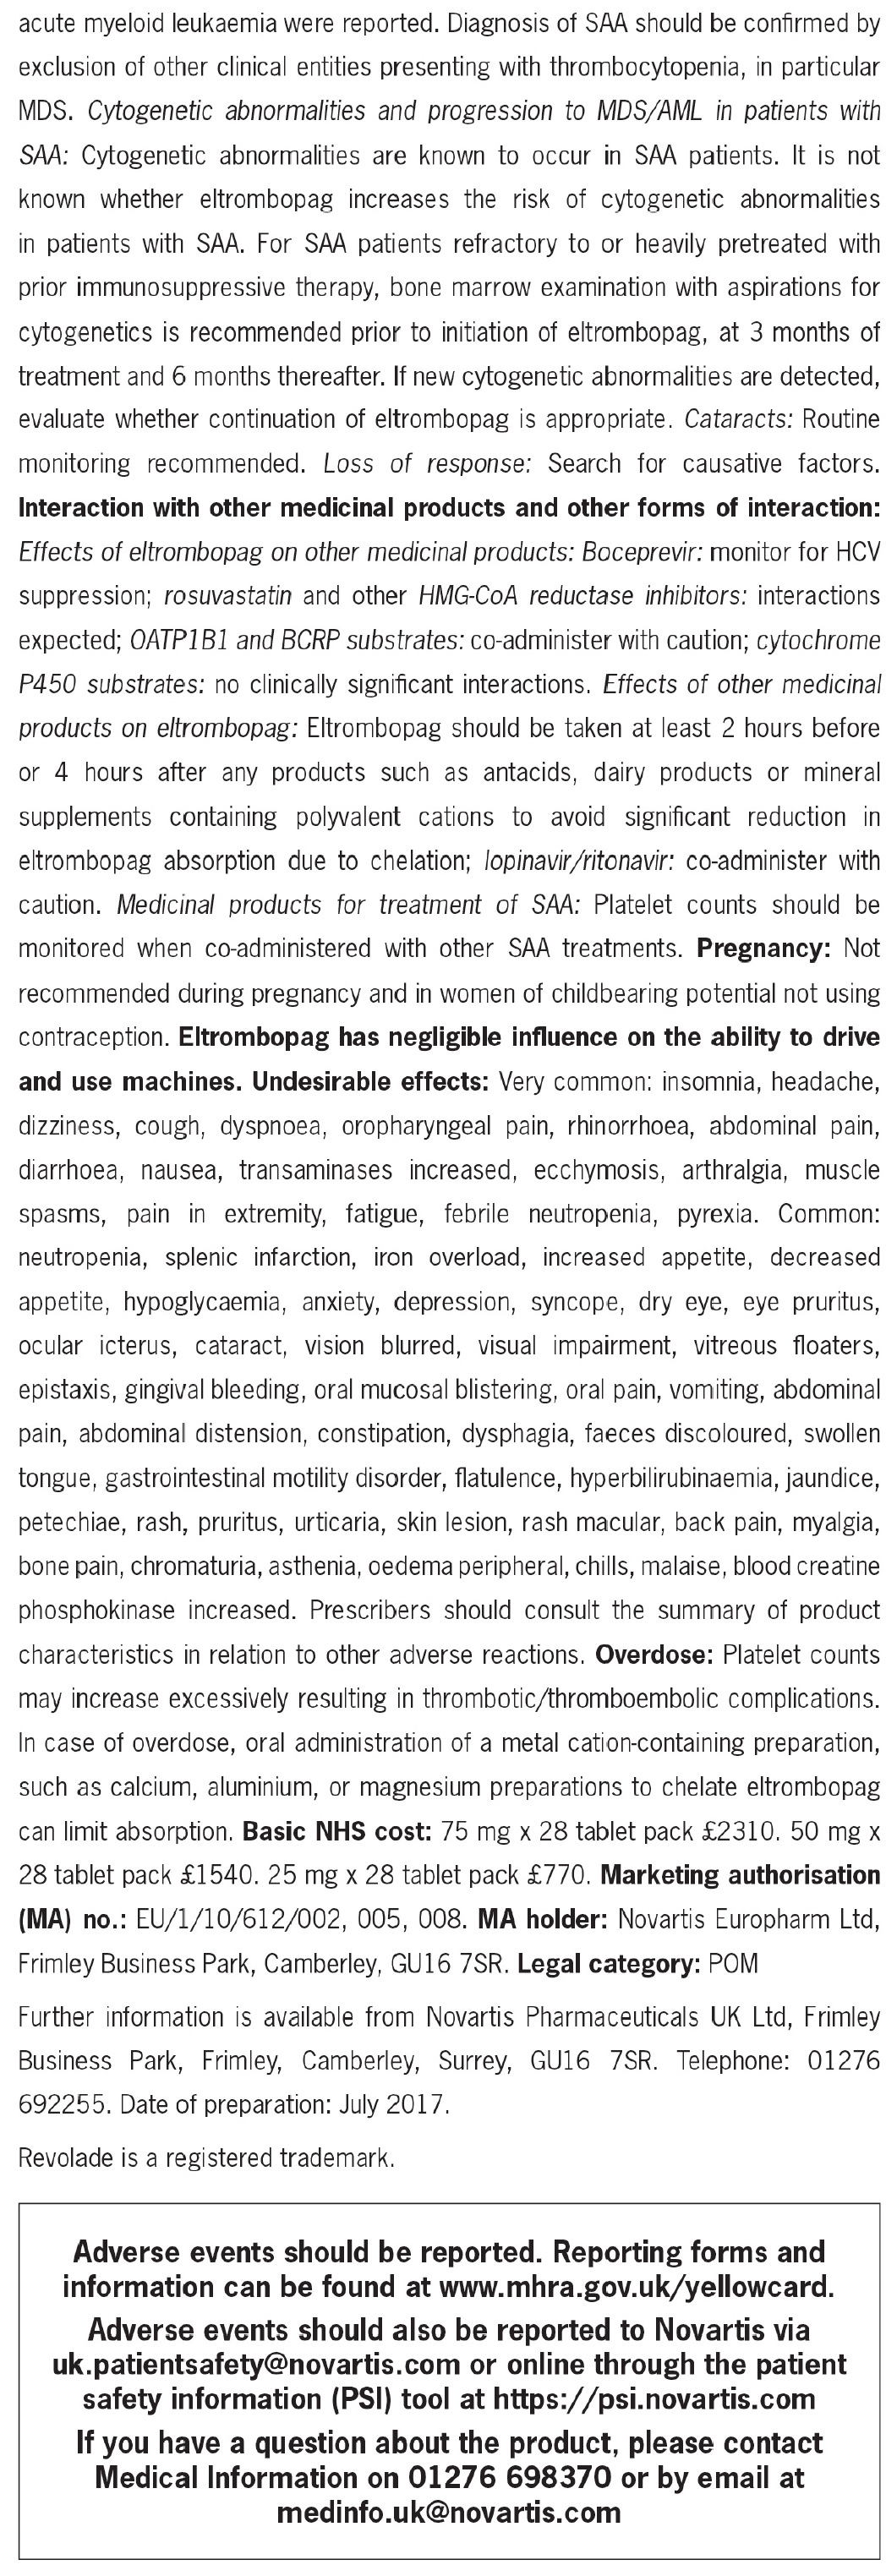 acute myeloid leukaemia were reported. Diagnosis of SAA should be confirmed by
exclusion of other clinical entities presenting with thrombocytopenia, in particular
MDS. Cytogenetic abnormalities and progression to MDS/AML in patients with
SAA: Cytogenetic abnormalities are known to occur in SAA patients. It is not
known whether eltrombopag increases the risk of cytogenetic abnormalities
in patients with SAA. For SAA patients refractory to or heavily pretreated with
prior immunosuppressive therapy, bone marrow examination with aspirations for
cytogenetics is recommended prior to initiation of eltrombopag, at 3 months of
treatment and 6 months thereafter. If new cytogenetic abnormalities are detected,
evaluate whether continuation of eltrombopag is appropriate. Cataracts: Routine
monitoring recommended. Loss of response: Search for causative factors.
Interaction with other medicinal products and other forms of interaction:
Effects of eltrombopag on other medicinal products: Boceprevir: monitor for HCV
suppression; rosuvastatin and other HMG-CoA reductase inhibitors: interactions
expected; OATP1B1 and BCRP substrates: co-administer with caution; cytochrome
P450 substrates: no clinically significant interactions. Effects of other medicinal
products on eltrombopag: Eltrombopag should be taken at least 2 hours before
or 4 hours after any products such as antacids, dairy products or mineral
supplements containing polyvalent cations to avoid significant reduction in
eltrombopag absorption due to chelation; lopinavir/ritonavir: co-administer with
caution. Medicinal products for treatment of SAA: Platelet counts should be
monitored when co-administered with other SAA treatments. Pregnancy: Not
recommended during pregnancy and in women of childbearing potential not using
contraception. Eltrombopag has negligible influence on the ability to drive
and use machines. Undesirable effects: Very common: insomnia, headache,
dizziness, cough, dyspnoea, oropharyngeal pain, rhinorrhoea, abdominal pain,
diarrhoea, nausea, transaminases increased, ecchymosis, arthralgia, muscle
spasms, pain in extremity, fatigue, febrile neutropenia, pyrexia. Common:
neutropenia, splenic infarction, iron overload, increased appetite, decreased
appetite, hypoglycaemia, anxiety, depression, syncope, dry eye, eye pruritus,
ocular icterus, cataract, vision blurred, visual impairment, vitreous floaters,
epistaxis, gingival bleeding, oral mucosal blistering, oral pain, vomiting, abdominal
pain, abdominal distension, constipation, dysphagia, faeces discoloured, swollen
tongue, gastrointestinal motility disorder, flatulence, hyperbilirubinaemia, jaundice,
petechiae, rash, pruritus, urticaria, skin lesion, rash macular, back pain, myalgia,
bone pain, chromaturia, asthenia, oedema peripheral, chills, malaise, blood creatine
phosphokinase increased. Prescribers should consult the summary of product
characteristics in relation to other adverse reactions. Overdose: Platelet counts
may increase excessively resulting in thrombotic/thromboembolic complications.
In case of overdose, oral administration of a metal cation-containing preparation,
such as calcium, aluminium, or magnesium preparations to chelate eltrombopag
can limit absorption. Basic NHS cost: 75 mg x 28 tablet pack £2310. 50 mg x
28 tablet pack £1540. 25 mg x 28 tablet pack £770. Marketing authorisation
(MA) no.: EU/1/10/612/002, 005, 008. MA holder: Novartis Europharm Ltd,
Frimley Business Park, Camberley, GU16 7SR. Legal category: POM
Further information is available from Novartis Pharmaceuticals UK Ltd, Frimley
Business Park, Frimley, Camberley, Surrey, GU16 7SR. Telephone: 01276
692255. Date of preparation: July 2017.
Revolade is a registered trademark.
Adverse events should be reported. Reporting forms and
information can be found at www.mhra.gov.uk/yellowcard.
Adverse events should also be reported to Novartis via
uk.patientsafety@novartis.com or online through the patient
safety information (PSI) tool at https://psi.novartis.com
If you have a question about the product, please contact
Medical Information on 01276 698370 or by email at
medinfo.uk@novartis.com